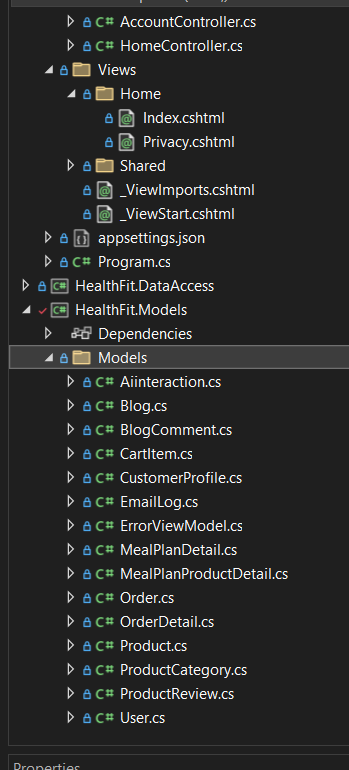 AccountController.cs
HomeController.cs
Views
Home
Index.cshtml
Privacy.cshtml
Shared
_ViewImports.cshtml
_ViewStart.cshtml
appsettings.json
C# Program.cs
HealthFit.DataAccess
HealthFit.Models
Dependencies
Models
C# Aiinteraction.cs
C# Blog.cs
C# BlogComment.cs
C# CartItem.cs
C# CustomerProfile.cs
C# EmailLog.cs
C# ErrorViewModel.cs
C# MealPlanDetail.cs
C# MealPlanProductDetail.cs
C# Order.cs
C# OrderDetail.cs
C# Product.cs
C# ProductCategory.cs
C# ProductReview.cs
C# User.cs
Properties